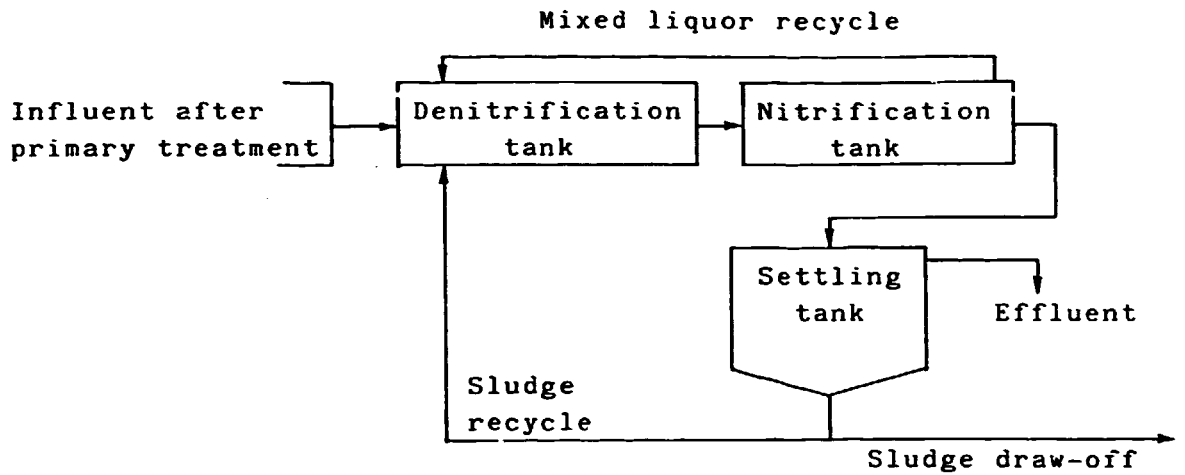 Mixed liquor recycle
Influent after
primary treatment
Denitrification
tank
Nitrification
tank
Settling
tank
Effluent
Sludge
recycle
Sludge draw-off